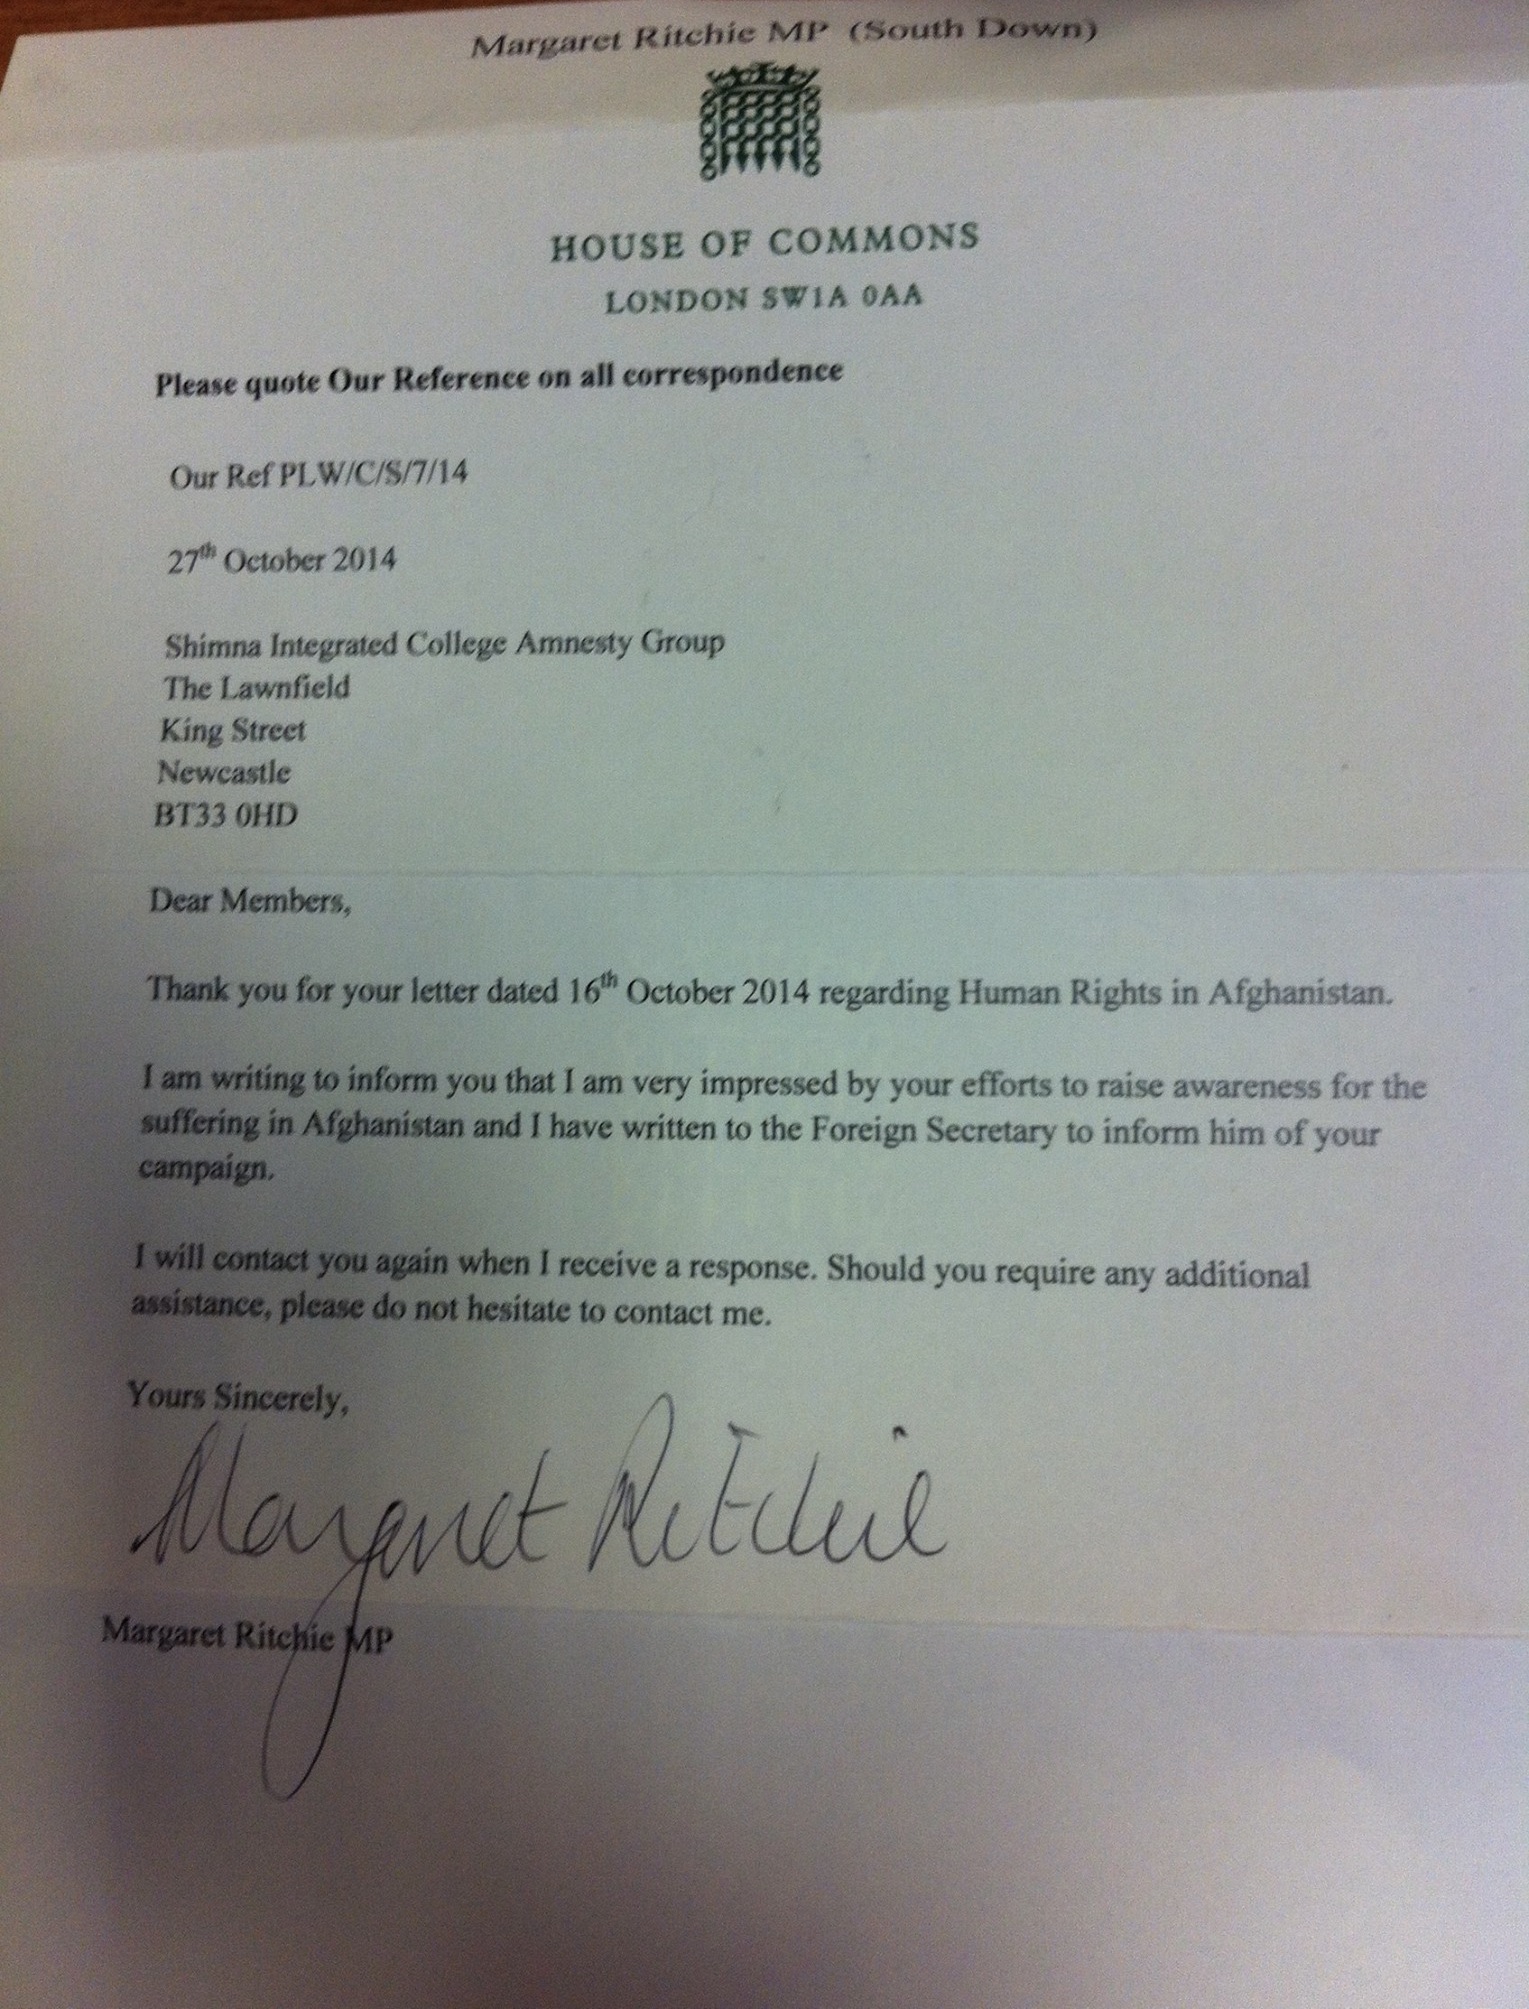 Margaret Ritchie MP (South Down)
HOUSE OF COMMONS
LONDON SW1A 0AA
Please quote Our Reference on all correspondence
Our Ref PLW/C/S/7/14
27th October 2014
Shimna Integrated College Amnesty Group
The Lawnfield
King Street
Newcastle
BT33 0HD
Dear Members,
Thank you for your letter dated 16th October 2014 regarding Human Rights in Afghanistan.
I am writing to inform you that I am very impressed by your efforts to raise awareness for the
suffering in Afghanistan and I have written to the Foreign Secretary to inform him of your
campaign.
I will contact you again when I receive a response. Should you require any additional
assistance, please do not hesitate to contact me.
Yours Sincerely,
Margaret Ritchie
Margaret Ritchie MP